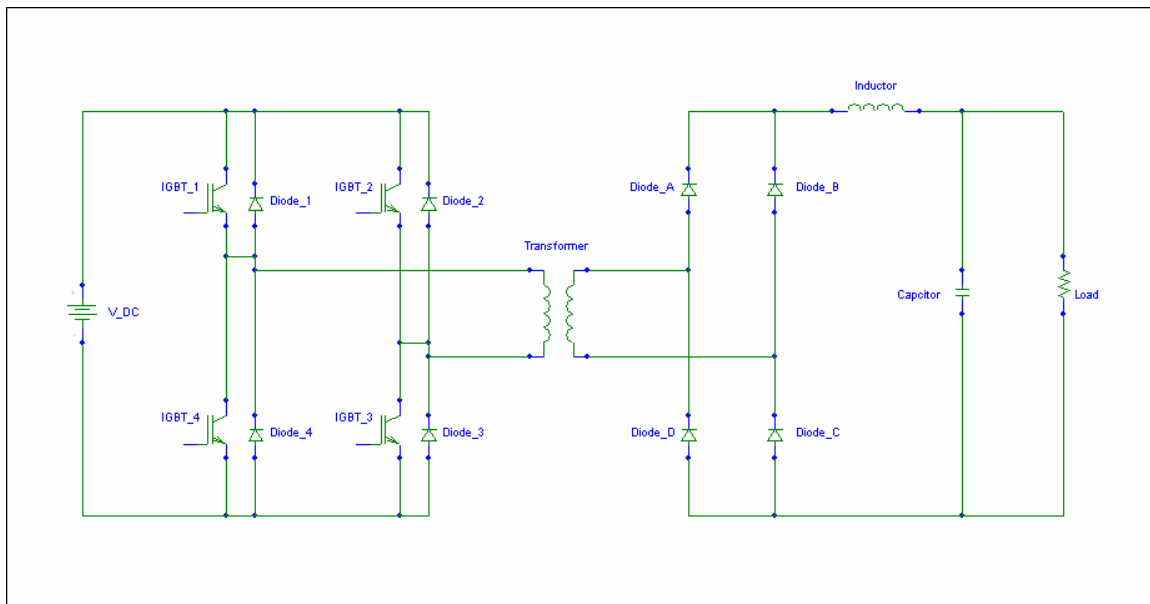 Inductor
IGBT_1
IGBT_2
Diode_A
Diode_B
Diode_1
Diode_2
Transformer
Capcitor
Load
V_DC
IGBT_4
IGBT_3
Diode_4
Diode_3
Diode_D
Diode_C